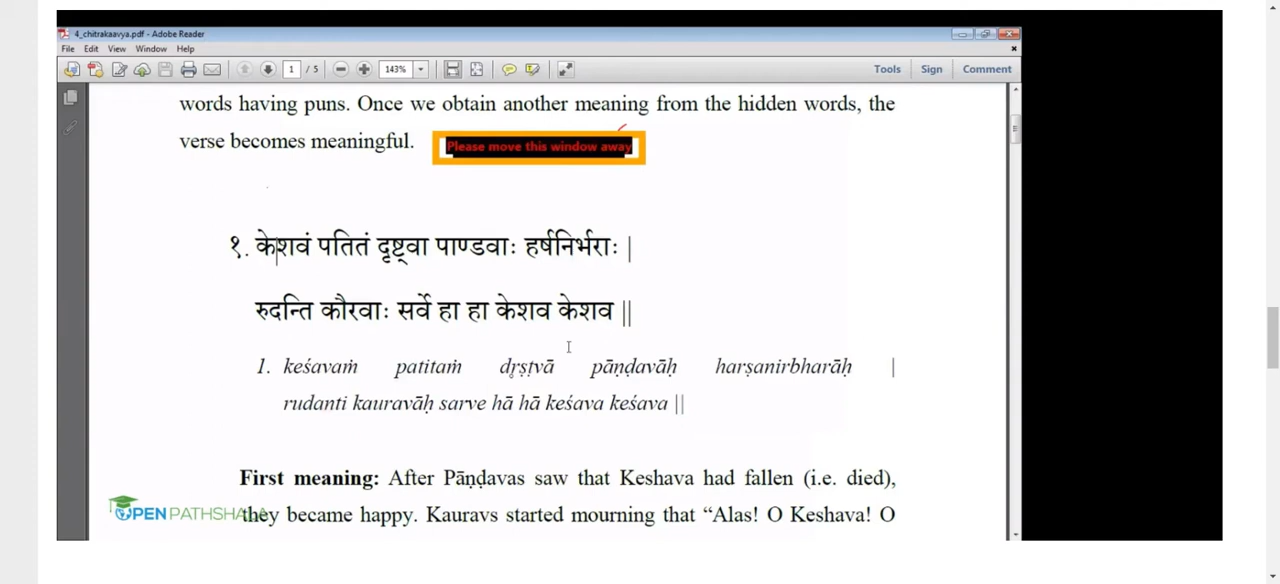 4_chitrakaavya.pdf - Adobe Reader
File Edit View Window Help
1 / 5 143% Tools Sign Comment
words having puns. Once we obtain another meaning from the hidden words, the
verse becomes meaningful.
Please move this window away
१. केशवं पतितं दृष्ट्वा पाण्डवाः हर्षनिर्भराः |
रुदन्ति कौरवाः सर्वे हा हा केशव केशव ||
1. keśavaṁ patitaṁ dṛṣṭvā pāṇḍavāḥ harṣanirbharāḥ |
rudanti kauravāḥ sarve hā hā keśava keśava ||
First meaning: After Pāṇḍavas saw that Keshava had fallen (i.e. died),
OPENPATHSHALA
they became happy. Kauravs started mourning that “Alas! O Keshava! O